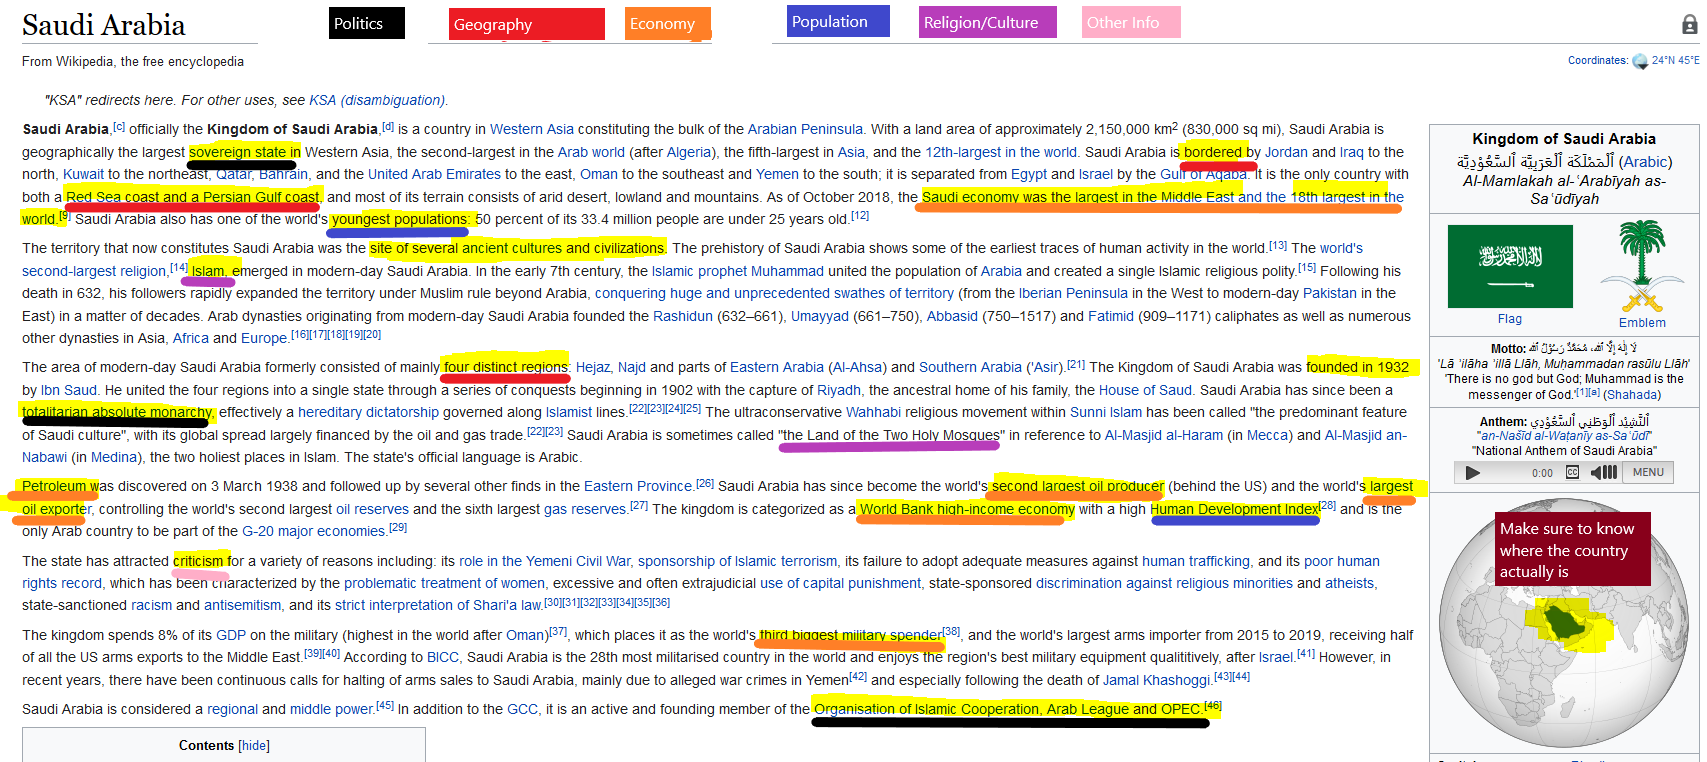 Saudi Arabia
Politics
Geography
Economy
Population
Religion/Culture
Other Info
From Wikipedia, the free encyclopedia
Coordinates: 24°N 45°E
"KSA" redirects here. For other uses, see KSA (disambiguation).
Saudi Arabia,[c] officially the Kingdom of Saudi Arabia,[d] is a country in Western Asia constituting the bulk of the Arabian Peninsula. With a land area of approximately 2,150,000 km2 (830,000 sq mi), Saudi Arabia is
geographically the largest sovereign state in Western Asia, the second-largest in the Arab world (after Algeria), the fifth-largest in Asia, and the 12th-largest in the world. Saudi Arabia is bordered by Jordan and Iraq to the
north, Kuwait to the northeast, Qatar, Bahrain, and the United Arab Emirates to the east, Oman to the southeast and Yemen to the south; it is separated from Egypt and Israel by the Gulf of Aqaba. It is the only country with
both a Red Sea coast and a Persian Gulf coast, and most of its terrain consists of arid desert, lowland and mountains. As of October 2018, the Saudi economy was the largest in the Middle East and the 18th largest in the
world.[9] Saudi Arabia also has one of the world's youngest populations: 50 percent of its 33.4 million people are under 25 years old.[12]
The territory that now constitutes Saudi Arabia was the site of several ancient cultures and civilizations. The prehistory of Saudi Arabia shows some of the earliest traces of human activity in the world.[13] The world's
second-largest religion,[14] Islam, emerged in modern-day Saudi Arabia. In the early 7th century, the Islamic prophet Muhammad united the population of Arabia and created a single Islamic religious polity.[15] Following his
death in 632, his followers rapidly expanded the territory under Muslim rule beyond Arabia, conquering huge and unprecedented swathes of territory (from the Iberian Peninsula in the West to modern-day Pakistan in the
East) in a matter of decades. Arab dynasties originating from modern-day Saudi Arabia founded the Rashidun (632–661), Umayyad (661–750), Abbasid (750–1517) and Fatimid (909–1171) caliphates as well as numerous
other dynasties in Asia, Africa and Europe.[16][17][18][19][20]
The area of modern-day Saudi Arabia formerly consisted of mainly four distinct regions: Hejaz, Najd and parts of Eastern Arabia (Al-Ahsa) and Southern Arabia ('Asir).[21] The Kingdom of Saudi Arabia was founded in 1932
by Ibn Saud. He united the four regions into a single state through a series of conquests beginning in 1902 with the capture of Riyadh, the ancestral home of his family, the House of Saud. Saudi Arabia has since been a
totalitarian absolute monarchy, effectively a hereditary dictatorship governed along Islamist lines.[22][23][24][25] The ultraconservative Wahhabi religious movement within Sunni Islam has been called "the predominant feature
of Saudi culture", with its global spread largely financed by the oil and gas trade.[22][23] Saudi Arabia is sometimes called "the Land of the Two Holy Mosques" in reference to Al-Masjid al-Haram (in Mecca) and Al-Masjid an-
Nabawi (in Medina), the two holiest places in Islam. The state's official language is Arabic.
Petroleum was discovered on 3 March 1938 and followed up by several other finds in the Eastern Province.[26] Saudi Arabia has since become the world's second largest oil producer (behind the US) and the world's largest
oil exporter, controlling the world's second largest oil reserves and the sixth largest gas reserves.[27] The kingdom is categorized as a World Bank high-income economy with a high Human Development Index[28] and is the
only Arab country to be part of the G-20 major economies.[29]
The state has attracted criticism for a variety of reasons including: its role in the Yemeni Civil War, sponsorship of Islamic terrorism, its failure to adopt adequate measures against human trafficking, and its poor human
rights record, which has been characterized by the problematic treatment of women, excessive and often extrajudicial use of capital punishment, state-sponsored discrimination against religious minorities and atheists,
state-sanctioned racism and antisemitism, and its strict interpretation of Shari'a law.[30][31][32][33][34][35][36]
The kingdom spends 8% of its GDP on the military (highest in the world after Oman)[37], which places it as the world's third biggest military spender[38], and the world's largest arms importer from 2015 to 2019, receiving half
of all the US arms exports to the Middle East.[39][40] According to BICC, Saudi Arabia is the 28th most militarised country in the world and enjoys the region's best military equipment qualititively, after Israel.[41] However, in
recent years, there have been continuous calls for halting of arms sales to Saudi Arabia, mainly due to alleged war crimes in Yemen[42] and especially following the death of Jamal Khashoggi.[43][44]
Saudi Arabia is considered a regional and middle power.[45] In addition to the GCC, it is an active and founding member of the Organisation of Islamic Cooperation, Arab League and OPEC.[46]
Contents [hide]
Kingdom of Saudi Arabia
ٱلْمَمْلَكَة ٱلْعَرَبِيَّة ٱلسَّعُوْدِيَّة (Arabic)
Al-Mamlakah al-ʿArabīyah as-
Saʿūdīyah
Flag
Emblem
Motto: لَا إِلٰهَ إِلَّا ٱلله، مُحَمَّدٌ رَسُوْلُ ٱلله
'Lā ʾilāha ʾillā Llāh, Muḥammadan rasūlu Llāh'
'There is no god but God; Muhammad is the
messenger of God.'[1][a] (Shahada)
Anthem: ٱلنَّشِيْد ٱلْوَطَنِي ٱلسَّعُوْدِي
"an-Našīd al-Waṭanīy as-Saʿūdī"
"National Anthem of Saudi Arabia"
0:00 CC MENU
Make sure to know
where the country
actually is